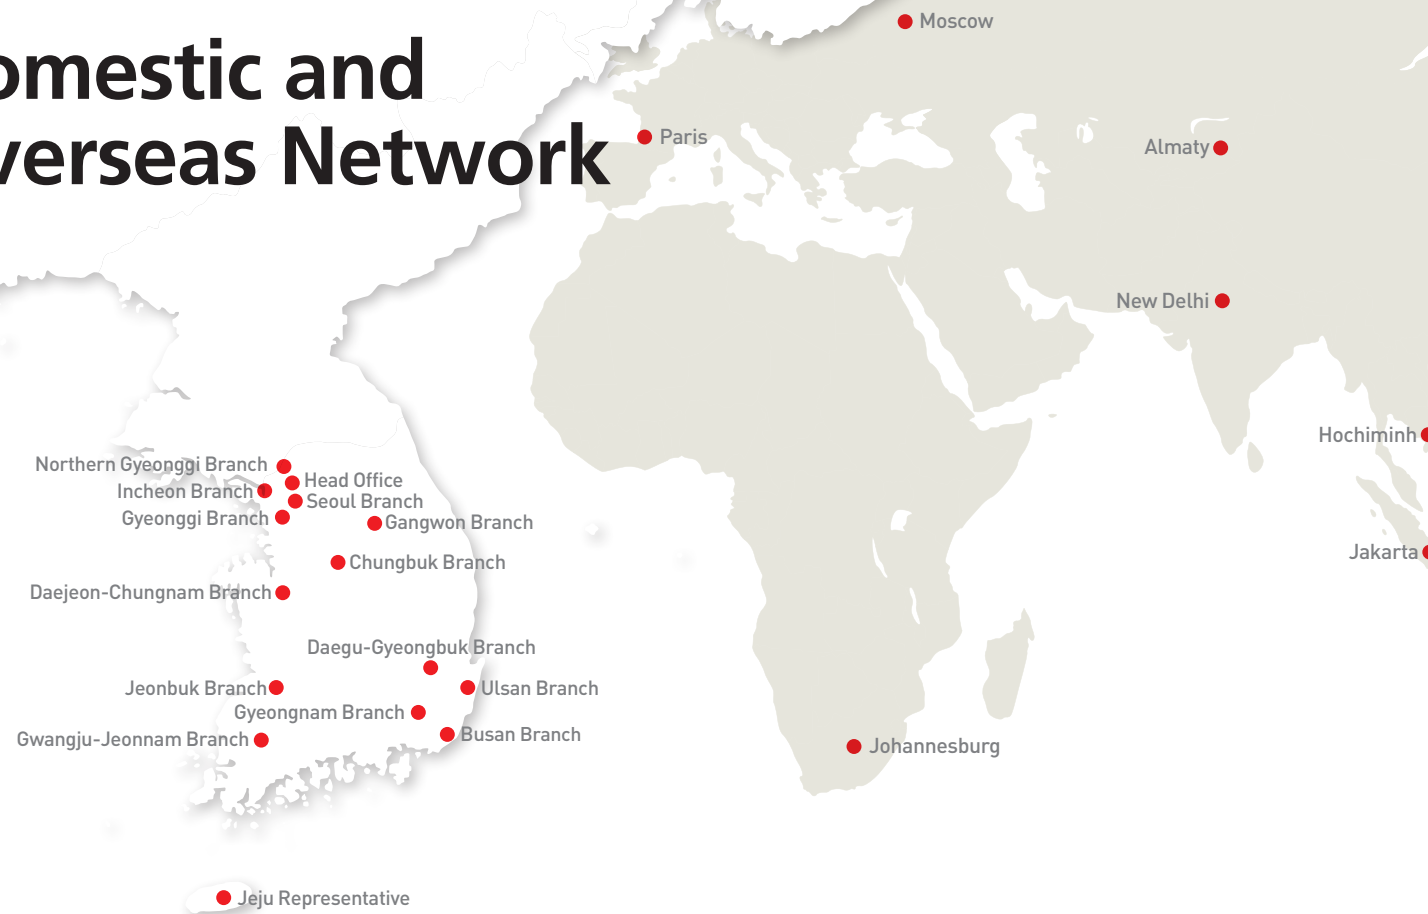 omestic and
verseas Network
Moscow
Paris
Almaty
New Delhi
Hochiminh
Jakarta
Johannesburg
Northern Gyeonggi Branch
Head Office
Incheon Branch
Seoul Branch
Gyeonggi Branch
Gangwon Branch
Chungbuk Branch
Daejeon-Chungnam Branch
Daegu-Gyeongbuk Branch
Jeonbuk Branch
Ulsan Branch
Gyeongnam Branch
Busan Branch
Gwangju-Jeonnam Branch
Jeju Representative